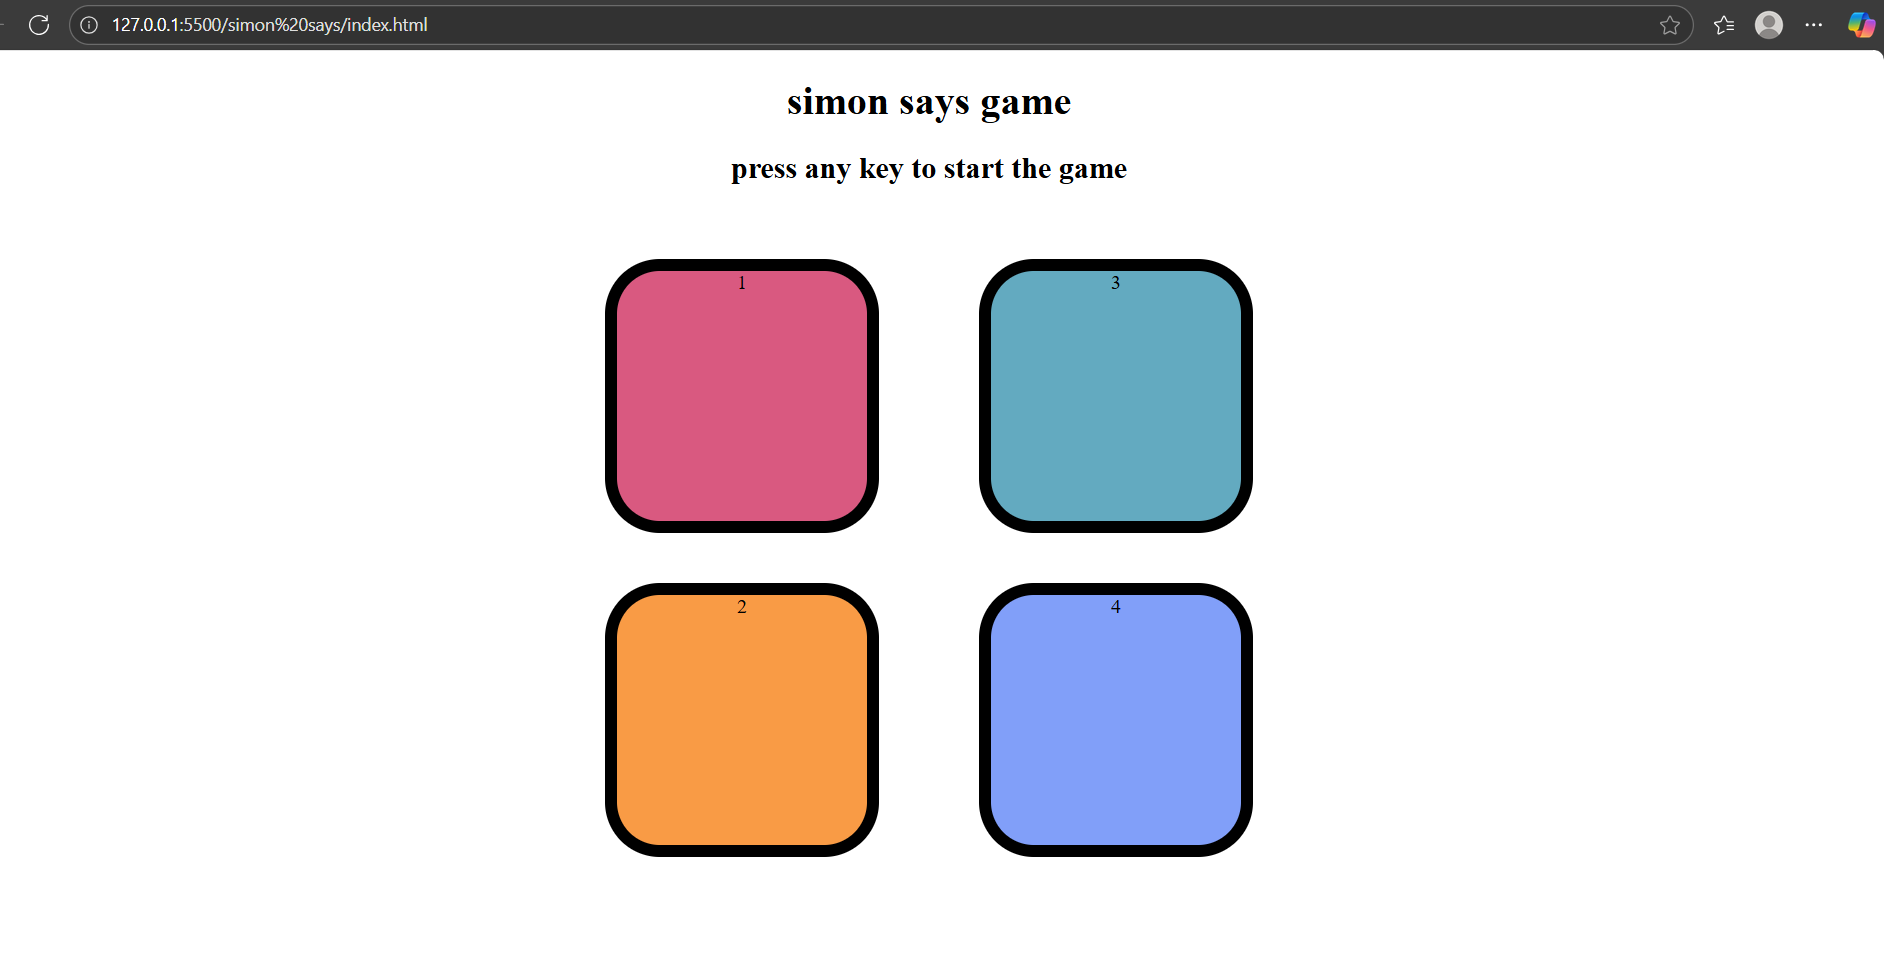 127.0.0.1:5500/simon%20says/index.html
simon says game
press any key to start the game
1
3
2
4